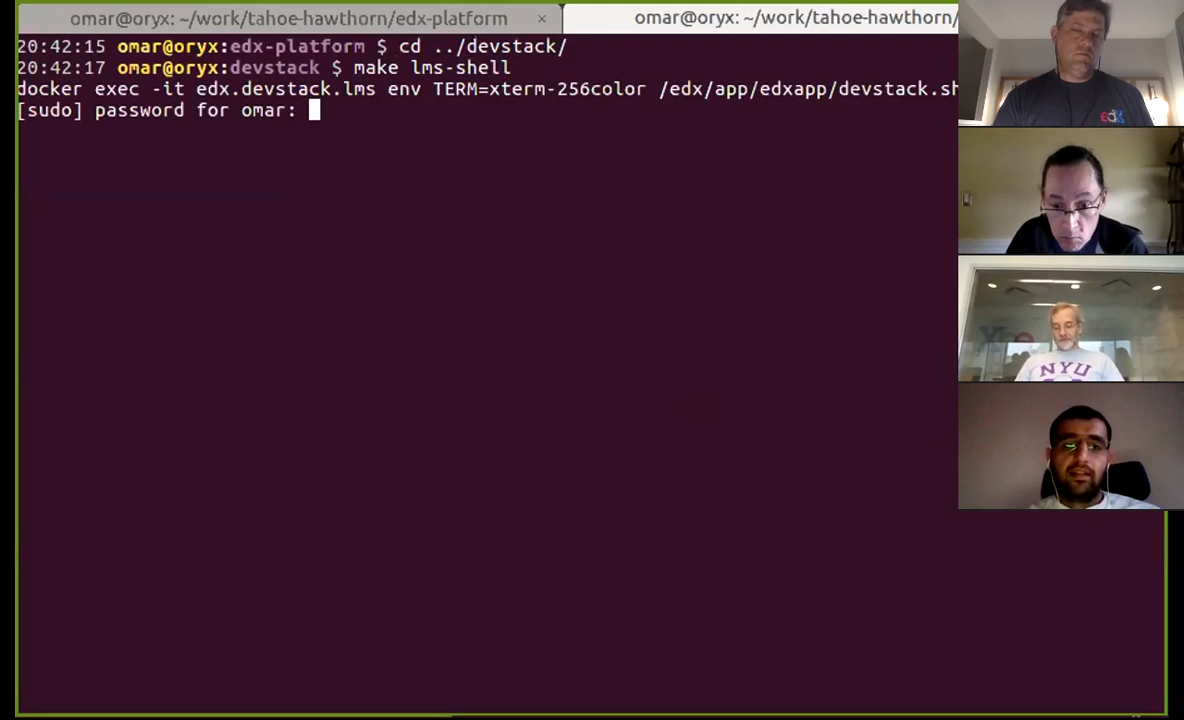 omar@oryx: ~/work/tahoe-hawthorn/edx-platform ×
omar@oryx: ~/work/tahoe-hawthorn/
20:42:15 omar@oryx:edx-platform $ cd ../devstack/
20:42:17 omar@oryx:devstack $ make lms-shell
docker exec -it edx.devstack.lms env TERM=xterm-256color /edx/app/edxapp/devstack.sh
[sudo] password for omar:
edX
NYU